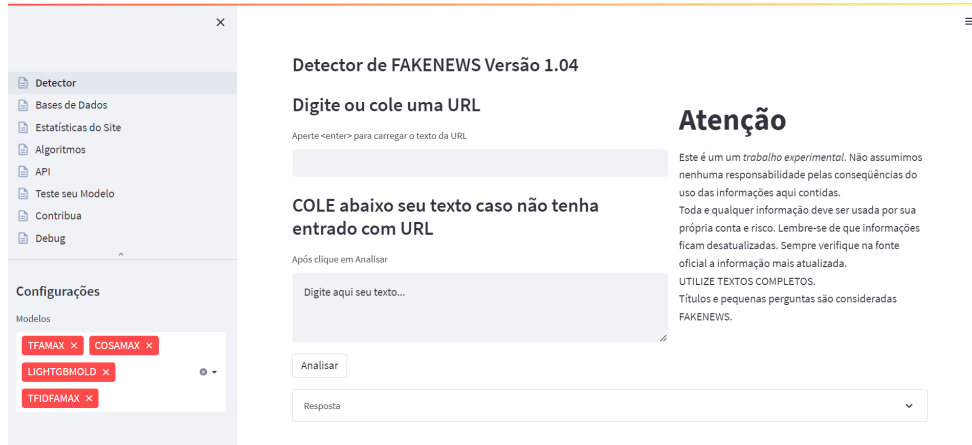 Detector
Bases de Dados
Estatísticas do Site
Algoritmos
API
Teste seu Modelo
Contribua
Debug
Configurações
Modelos
TFAMAX ×
COSAMAX ×
LIGHTGBMOLD ×
TFIDFAMAX ×
Detector de FAKENEWS Versão 1.04
Digite ou cole uma URL
Aperte <enter> para carregar o texto da URL
COLE abaixo seu texto caso não tenha
entrado com URL
Após clique em Analisar
Digite aqui seu texto...
Analisar
Resposta
Atenção
Este é um um trabalho experimental. Não assumimos
nenhuma responsabilidade pelas conseqüências do
uso das informações aqui contidas.
Toda e qualquer informação deve ser usada por sua
própria conta e risco. Lembre-se de que informações
ficam desatualizadas. Sempre verifique na fonte
oficial a informação mais atualizada.
UTILIZE TEXTOS COMPLETOS.
Títulos e pequenas perguntas são consideradas
FAKENEWS.